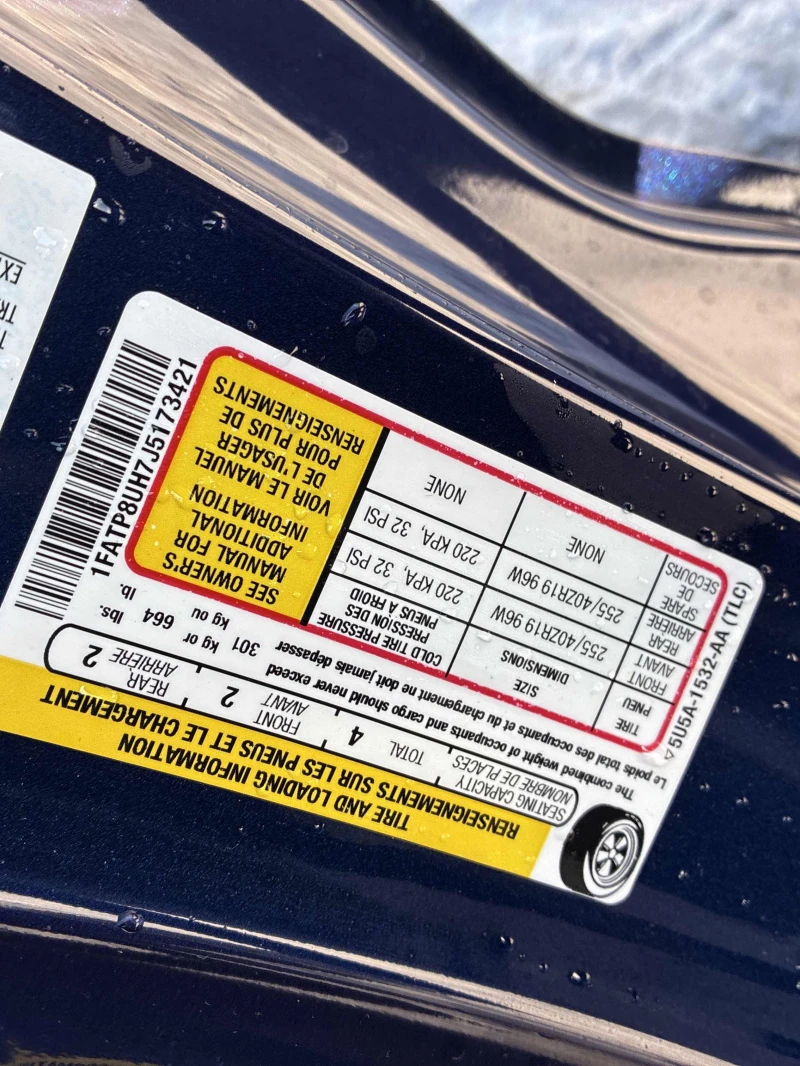 TIRE AND LOADING INFORMATION
RENSEIGNEMENTS SUR LES PNEUS ET LE CHARGEMENT
SEATING CAPACITY
NOMBRE DE PLACES
TOTAL 4
FRONT
AVANT 2
REAR
ARRIÈRE 2
The combined weight of occupants and cargo should never exceed
Le poids total des occupants et du chargement ne doit jamais dépasser
301 kg or kg ou 664 lbs. lb.
TIRE
PNEU
SIZE
DIMENSIONS
COLD TIRE PRESSURE
PRESSION DES
PNEUS À FROID
FRONT
AVANT
255/40ZR19 96W
220 KPA, 32 PSI
REAR
ARRIÈRE
255/40ZR19 96W
220 KPA, 32 PSI
SPARE
DE
SECOURS
NONE
NONE
SEE OWNER'S
MANUAL FOR
ADDITIONAL
INFORMATION
VOIR LE MANUEL
DE L'USAGER
POUR PLUS DE
RENSEIGNEMENTS
5U5A-1532-AA (TLC)
1FATP8UH7J5173421